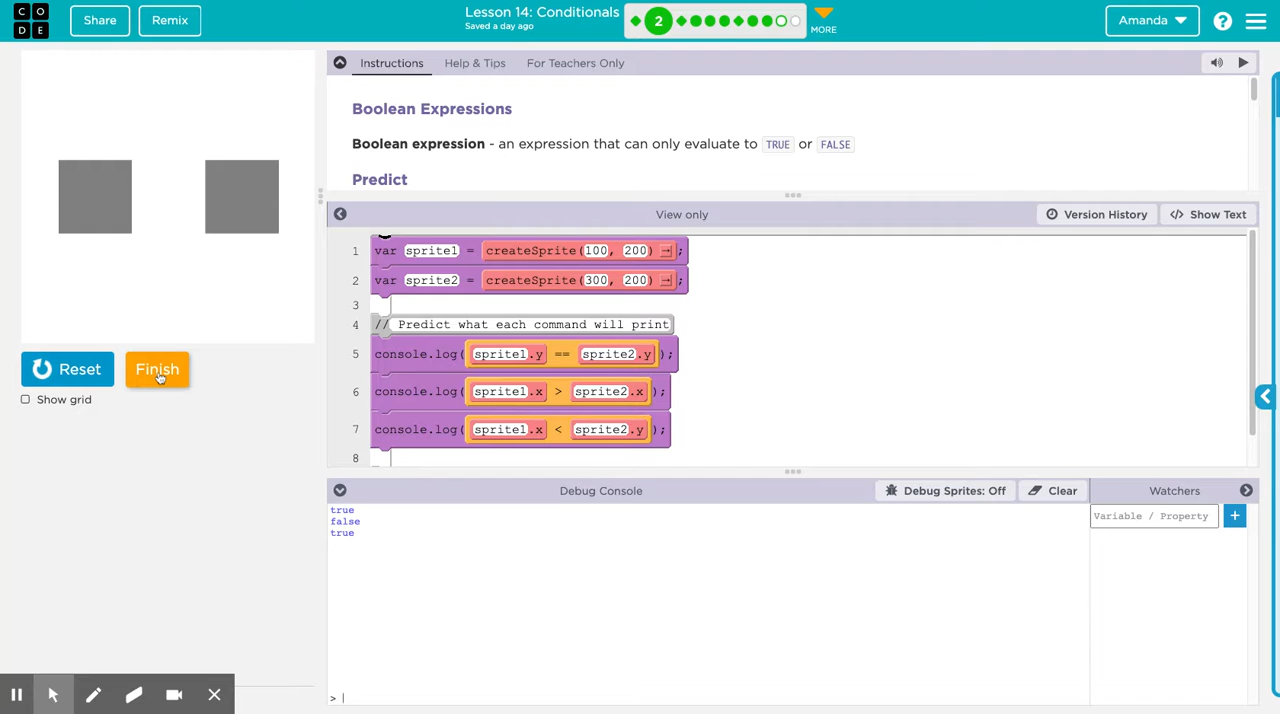 C O
D E
Share
Remix
Lesson 14: Conditionals
Saved a day ago
2
MORE
Amanda
?
Instructions
Help & Tips
For Teachers Only
Boolean Expressions
Boolean expression - an expression that can only evaluate to TRUE or FALSE
Predict
View only
Version History
</> Show Text
1 var sprite1 = createSprite(100, 200) → ;
2 var sprite2 = createSprite(300, 200) → ;
3
4 // Predict what each command will print
5 console.log( sprite1.y == sprite2.y );
6 console.log( sprite1.x > sprite2.x );
7 console.log( sprite1.x < sprite2.y );
8
Reset
Finish
Show grid
Debug Console
Debug Sprites: Off
Clear
Watchers
true
false
true
Variable / Property
+
>